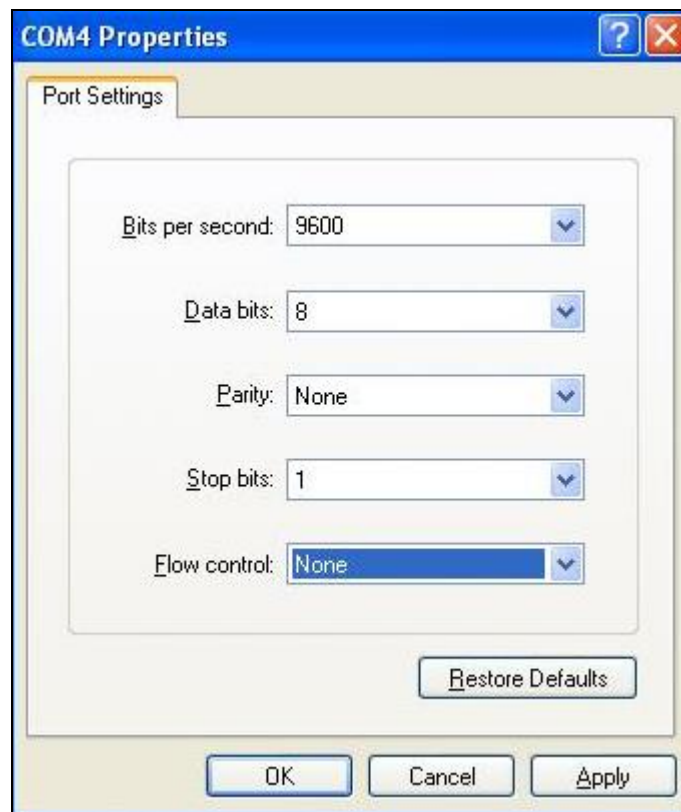 COM4 Properties
Port Settings
Bits per second: 9600
Data bits: 8
Parity: None
Stop bits: 1
Flow control: None
Restore Defaults
OK Cancel Apply